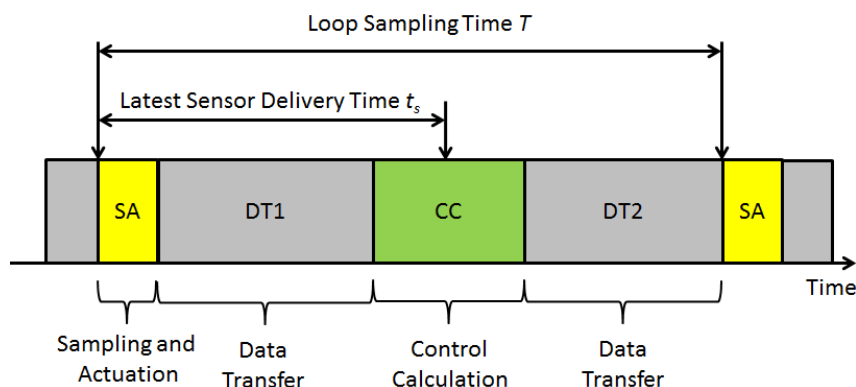 Loop Sampling Time T
Latest Sensor Delivery Time ts
SA
DT1
CC
DT2
SA
Time
Sampling and
Actuation
Data
Transfer
Control
Calculation
Data
Transfer